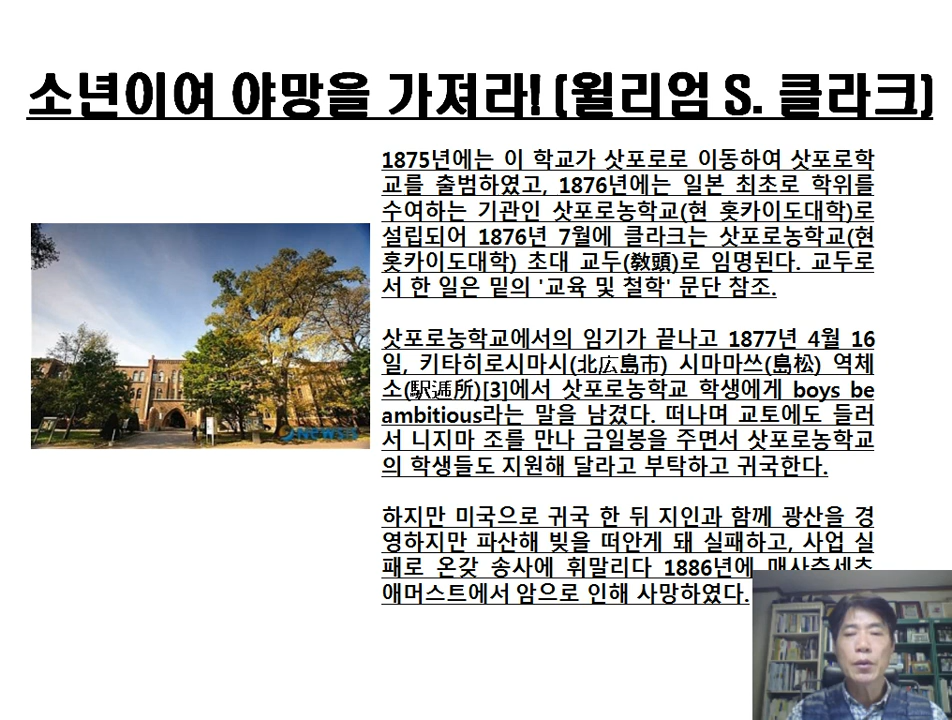 소년이여 야망을 가져라! (윌리엄 S. 클라크)
1875년에는 이 학교가 삿포로로 이동하여 삿포로학
교를 출범하였고, 1876년에는 일본 최초로 학위를
수여하는 기관인 삿포로농학교(현 홋카이도대학)로
설립되어 1876년 7월에 클라크는 삿포로농학교(현
홋카이도대학) 초대 교두(敎頭)로 임명된다. 교두로
서 한 일은 밑의 '교육 및 철학' 문단 참조.
삿포로농학교에서의 임기가 끝나고 1877년 4월 16
일, 키타히로시마시(北広島市) 시마마쓰(島松) 역체
소(駅逓所)[3]에서 삿포로농학교 학생에게 boys be
ambitious라는 말을 남겼다. 떠나며 교토에도 들러
서 니지마 조를 만나 금일봉을 주면서 삿포로농학교
의 학생들도 지원해 달라고 부탁하고 귀국한다.
하지만 미국으로 귀국 한 뒤 지인과 함께 광산을 경
영하지만 파산해 빚을 떠안게 돼 실패하고, 사업 실
패로 온갖 송사에 휘말리다 1886년에 매사추세츠
애머스트에서 암으로 인해 사망하였다.